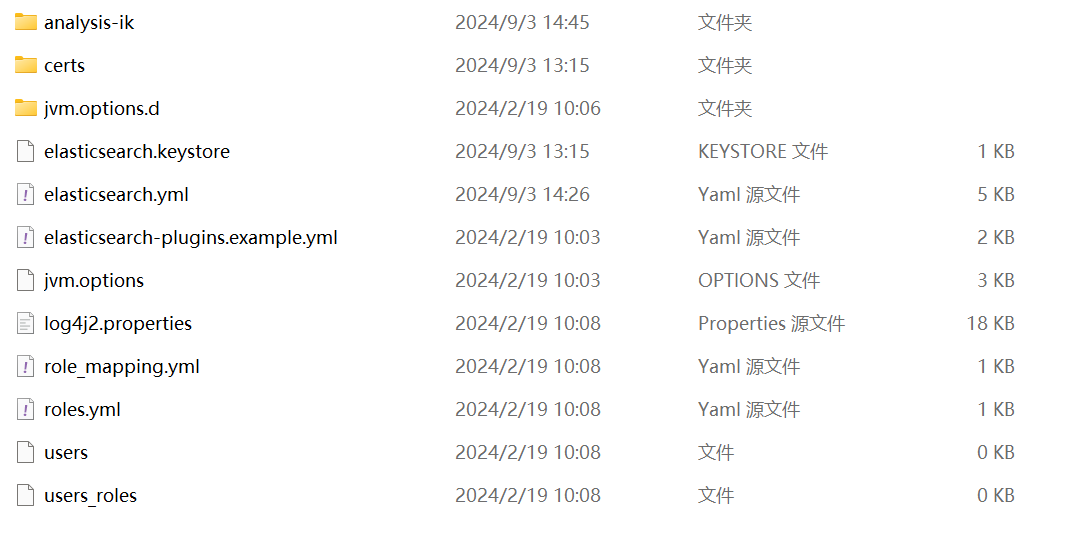 analysis-ik 2024/9/3 14:45 文件夹
certs 2024/9/3 13:15 文件夹
jvm.options.d 2024/2/19 10:06 文件夹
elasticsearch.keystore 2024/9/3 13:15 KEYSTORE 文件 1 KB
elasticsearch.yml 2024/9/3 14:26 Yaml 源文件 5 KB
elasticsearch-plugins.example.yml 2024/2/19 10:03 Yaml 源文件 2 KB
jvm.options 2024/2/19 10:03 OPTIONS 文件 3 KB
log4j2.properties 2024/2/19 10:08 Properties 源文件 18 KB
role_mapping.yml 2024/2/19 10:08 Yaml 源文件 1 KB
roles.yml 2024/2/19 10:08 Yaml 源文件 1 KB
users 2024/2/19 10:08 文件 0 KB
users_roles 2024/2/19 10:08 文件 0 KB